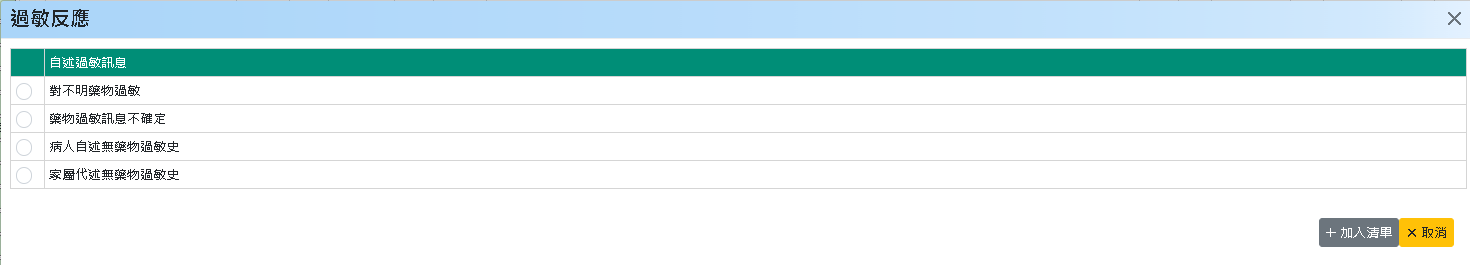 過敏反應
自述過敏訊息
對不明藥物過敏
藥物過敏訊息不確定
病人自述無藥物過敏史
家屬代述無藥物過敏史
加入清單 取消